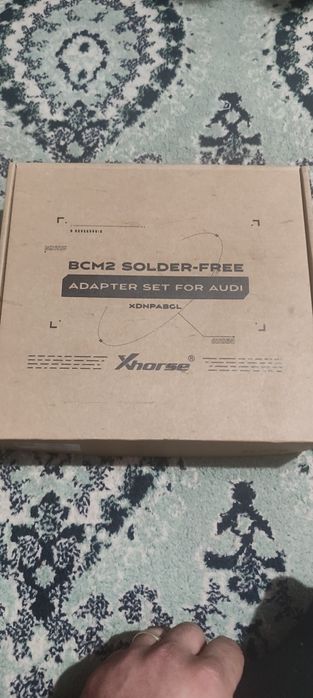 BCM2 SOLDER-FREE
ADAPTER SET FOR AUDI
XDNPABGL
Xhorse®